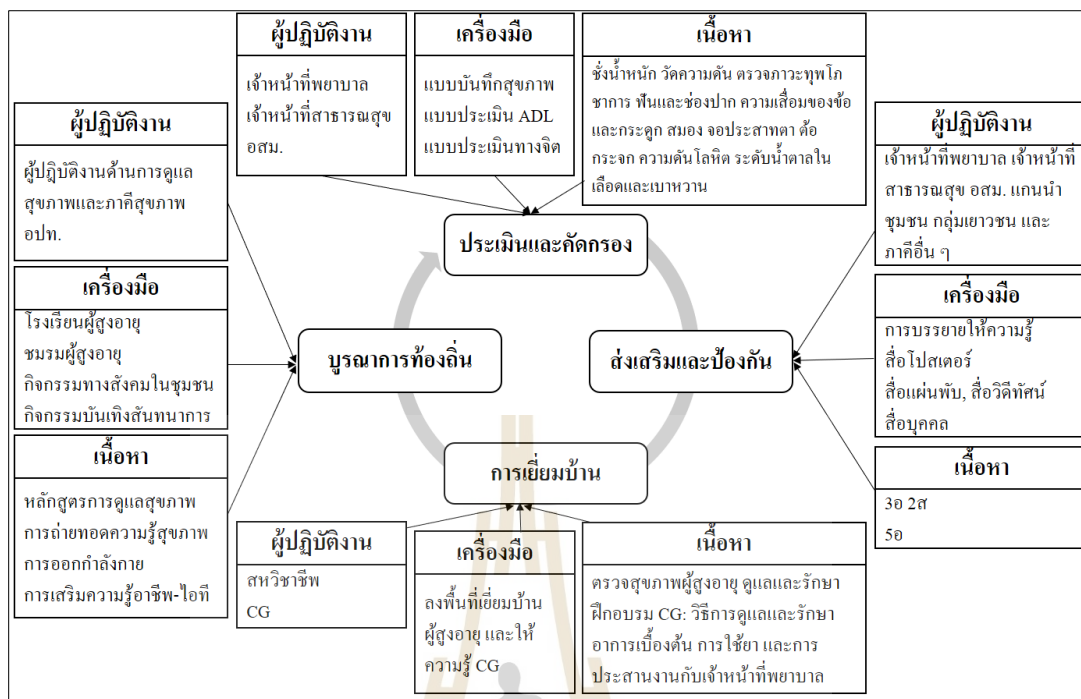 ผู้ปฏิบัติงาน
เจ้าหน้าที่พยาบาล
เจ้าหน้าที่สาธารณสุข
อสม.
เครื่องมือ
แบบบันทึกสุขภาพ
แบบประเมิน ADL
แบบประเมินทางจิต
เนื้อหา
ชั่งน้ำหนัก วัดความดัน ตรวจภาวะทุพโภ
ชาการ ฟันและช่องปาก ความเสื่อมของข้อ
และกระดูก สมอง จอประสาทตา ต้อ
กระจก ความดันโลหิต ระดับน้ำตาลใน
เลือดและเบาหวาน
ประเมินและคัดกรอง
ผู้ปฏิบัติงาน
เจ้าหน้าที่พยาบาล เจ้าหน้าที่
สาธารณสุข อสม. แกนนำ
ชุมชน กลุ่มเยาวชน และ
ภาคีอื่น ๆ
เครื่องมือ
การบรรยายให้ความรู้
สื่อโปสเตอร์
สื่อแผ่นพับ, สื่อวิดีทัศน์
สื่อบุคคล
เนื้อหา
3อ 2ส
5อ
ส่งเสริมและป้องกัน
การเยี่ยมบ้าน
ผู้ปฏิบัติงาน
สหวิชาชีพ
CG
เครื่องมือ
ลงพื้นที่เยี่ยมบ้าน
ผู้สูงอายุ และให้
ความรู้ CG
เนื้อหา
ตรวจสุขภาพผู้สูงอายุ ดูแลและรักษา
ฝึกอบรม CG: วิธีการดูแลและรักษา
อาการเบื้องต้น การใช้ยา และการ
ประสานงานกับเจ้าหน้าที่พยาบาล
บูรณาการท้องถิ่น
ผู้ปฏิบัติงาน
ผู้ปฏิบัติงานด้านการดูแล
สุขภาพและภาคีสุขภาพ
อปท.
เครื่องมือ
โรงเรียนผู้สูงอายุ
ชมรมผู้สูงอายุ
กิจกรรมทางสังคมในชุมชน
กิจกรรมบันเทิงสันทนาการ
เนื้อหา
หลักสูตรการดูแลสุขภาพ
การถ่ายทอดความรู้สุขภาพ
การออกกำลังกาย
การเสริมความรู้อาชีพ-ไอที